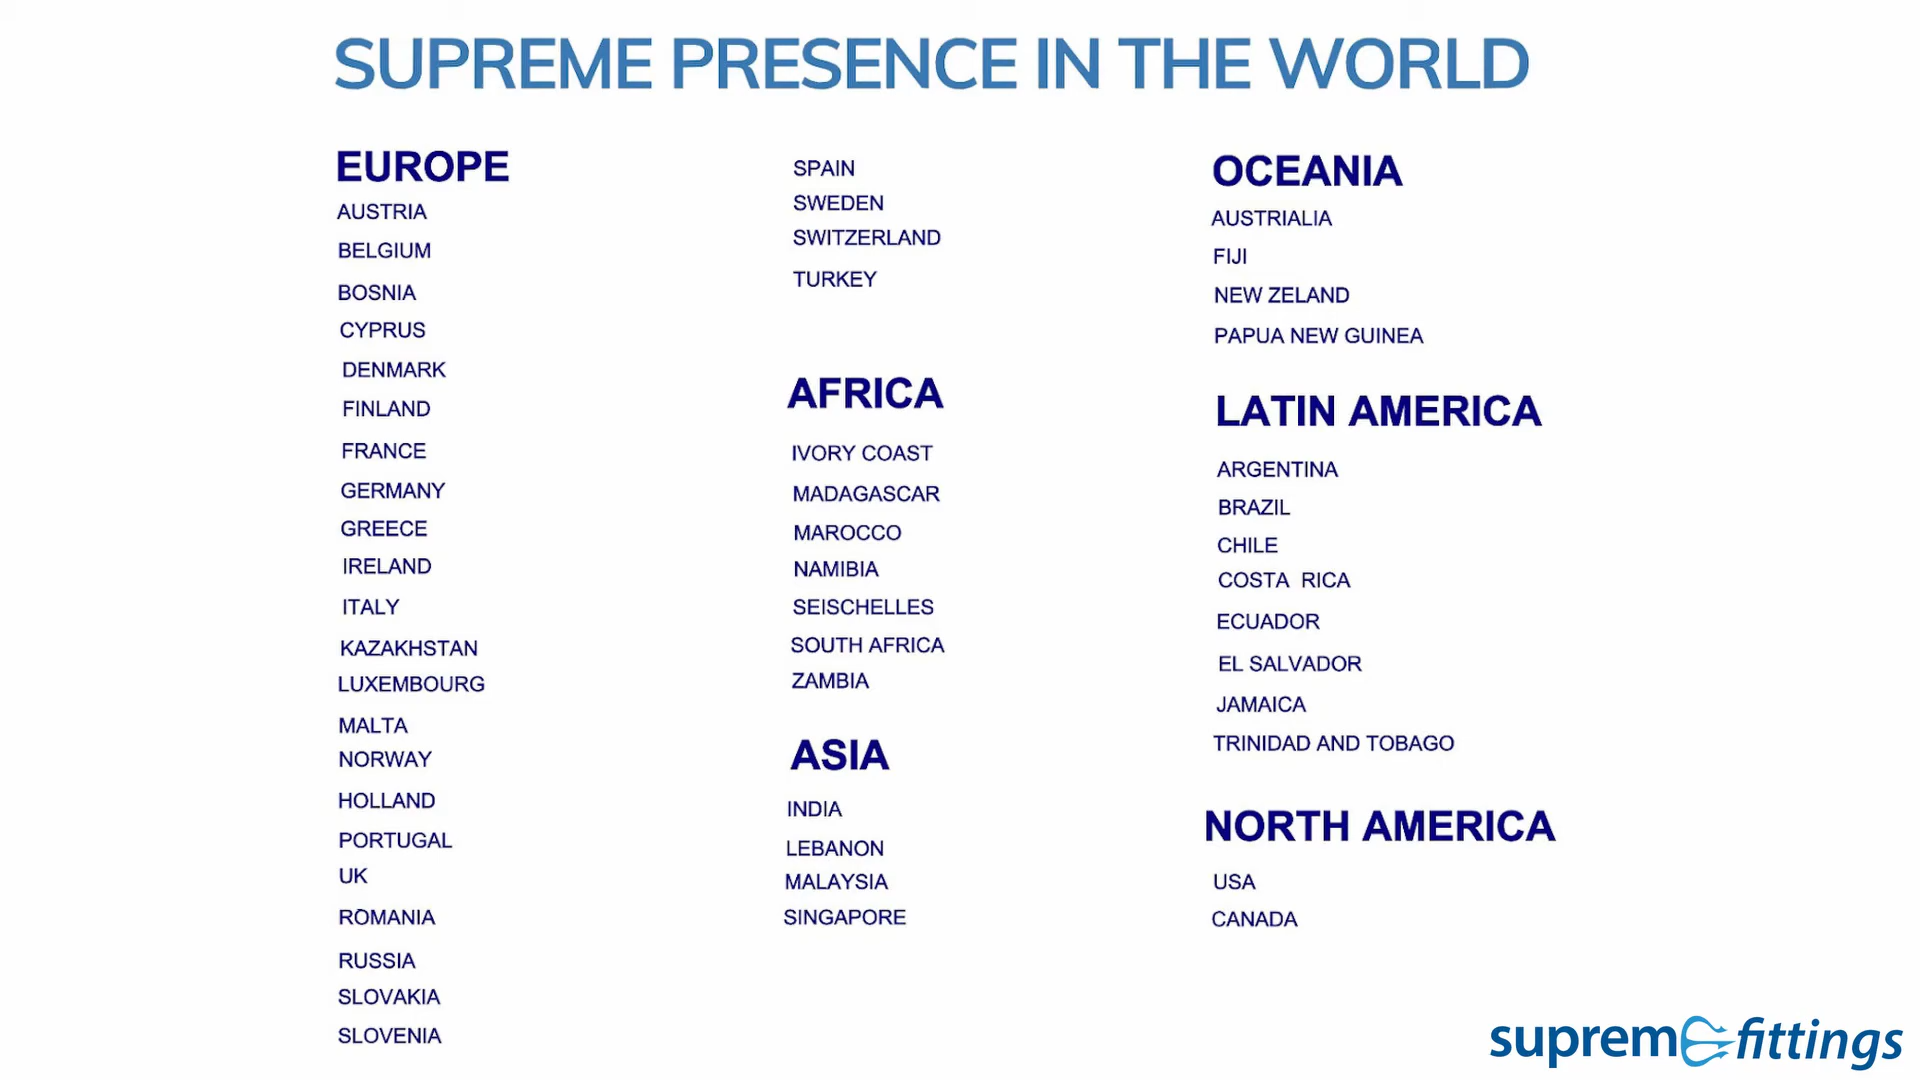 SUPREME PRESENCE IN THE WORLD
EUROPE
AUSTRIA
BELGIUM
BOSNIA
CYPRUS
DENMARK
FINLAND
FRANCE
GERMANY
GREECE
IRELAND
ITALY
KAZAKHSTAN
LUXEMBOURG
MALTA
NORWAY
HOLLAND
PORTUGAL
UK
ROMANIA
RUSSIA
SLOVAKIA
SLOVENIA
SPAIN
SWEDEN
SWITZERLAND
TURKEY
AFRICA
IVORY COAST
MADAGASCAR
MAROCCO
NAMIBIA
SEISCHELLES
SOUTH AFRICA
ZAMBIA
ASIA
INDIA
LEBANON
MALAYSIA
SINGAPORE
OCEANIA
AUSTRIALIA
FIJI
NEW ZELAND
PAPUA NEW GUINEA
LATIN AMERICA
ARGENTINA
BRAZIL
CHILE
COSTA RICA
ECUADOR
EL SALVADOR
JAMAICA
TRINIDAD AND TOBAGO
NORTH AMERICA
USA
CANADA
supreme fittings